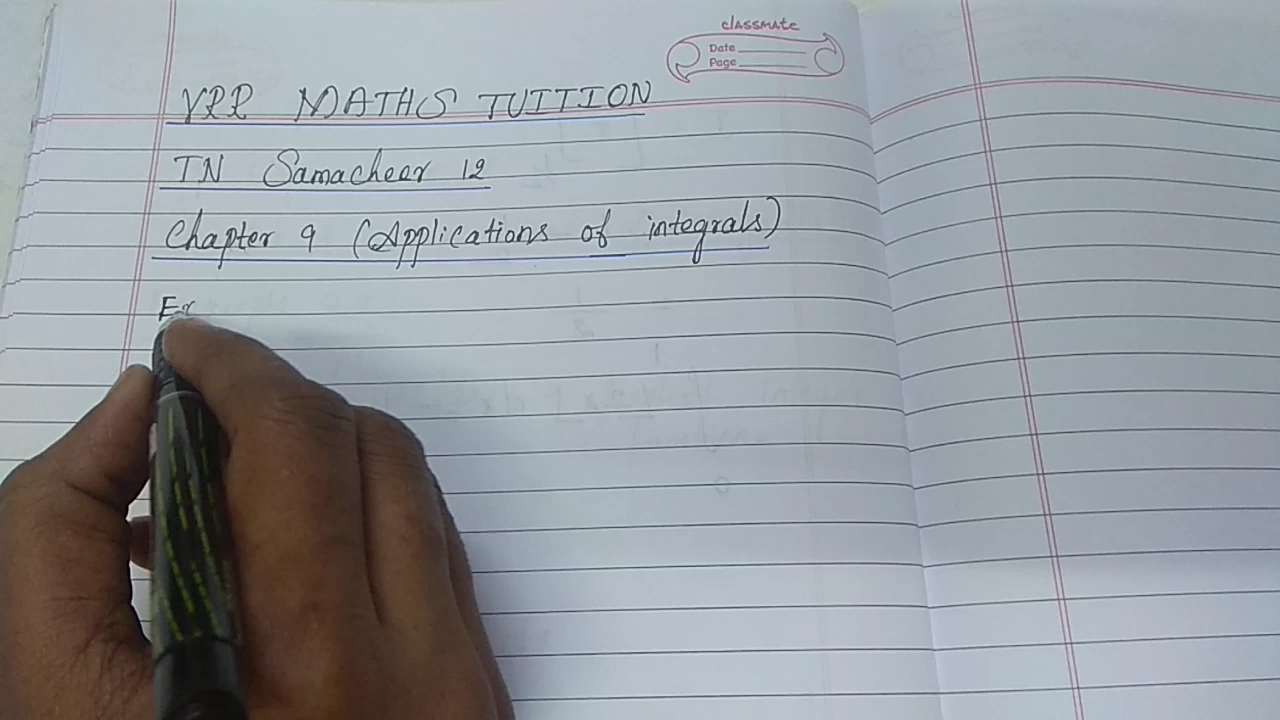 classmate
Date
Page
VRR MATHS TUITION
TN Samacheer 12
Chapter 9 (Applications of integrals)
Ex